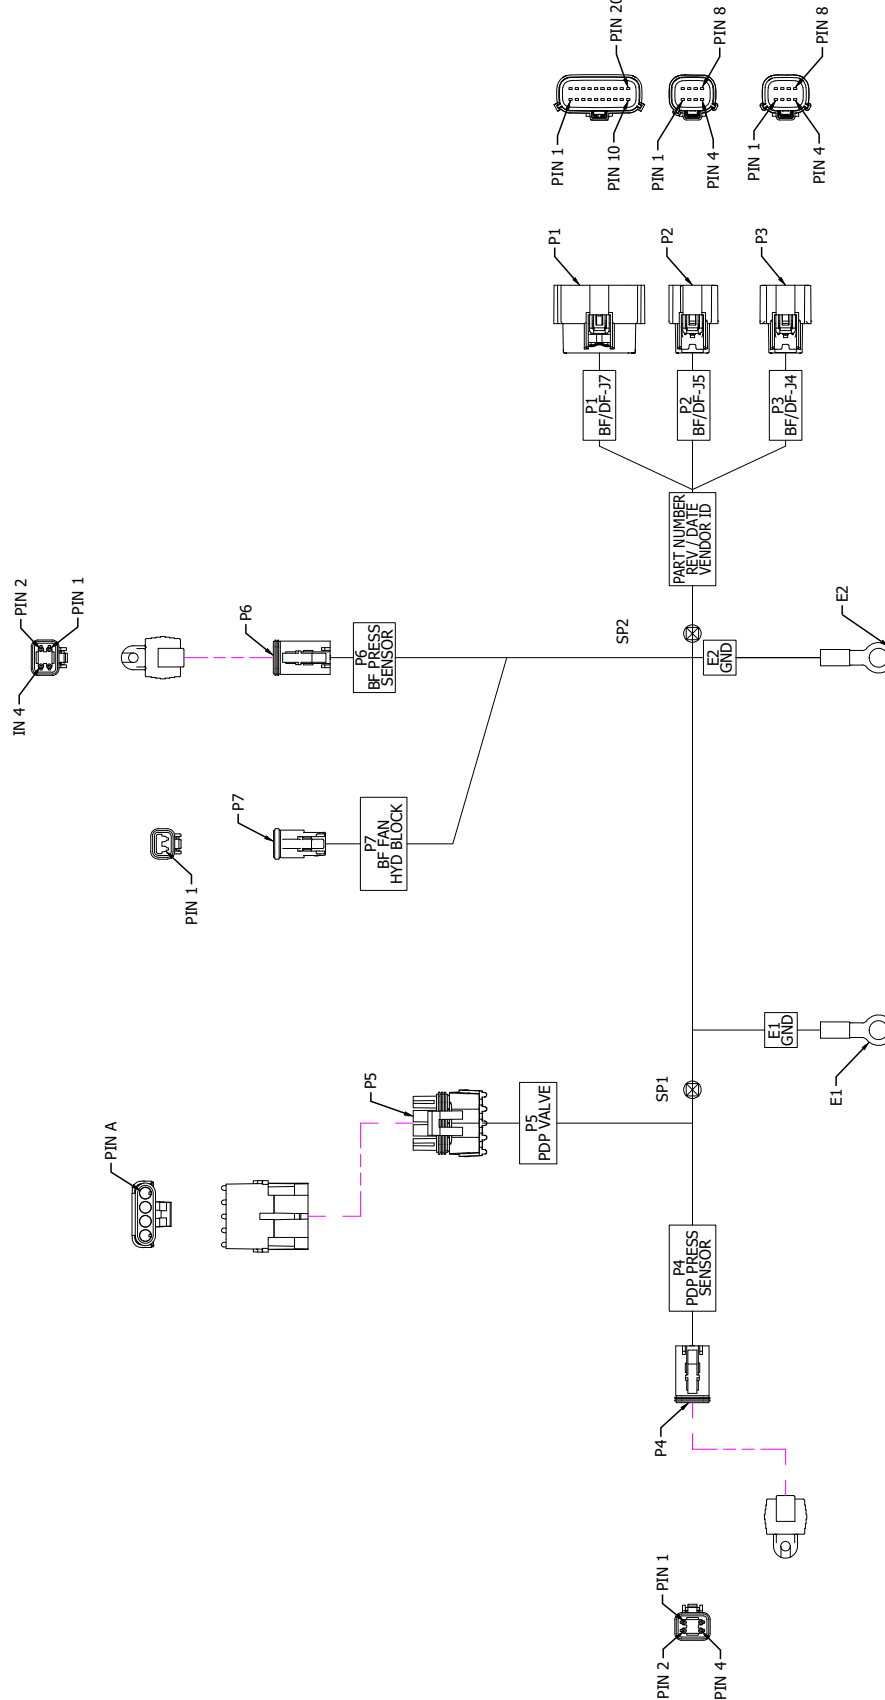 PIN 1
PIN 10
PIN 20
PIN 1
PIN 4
PIN 8
PIN 1
PIN 4
PIN 8
P1
P2
P3
P1
BF/DF-J7
P2
BF/DF-J5
P3
BF/DF-J4
PART NUMBER
REV / DATE
VENDOR ID
IN 4
PIN 2
PIN 1
P6
P6
BF PRESS
SENSOR
SP2
E2
GND
E2
PIN 1
P7
P7
BF FAN
HYD BLOCK
PIN A
P5
P5
PDP VALVE
SP1
E1
GND
E1
P4
PDP PRESS
SENSOR
P4
PIN 1
PIN 2
PIN 4